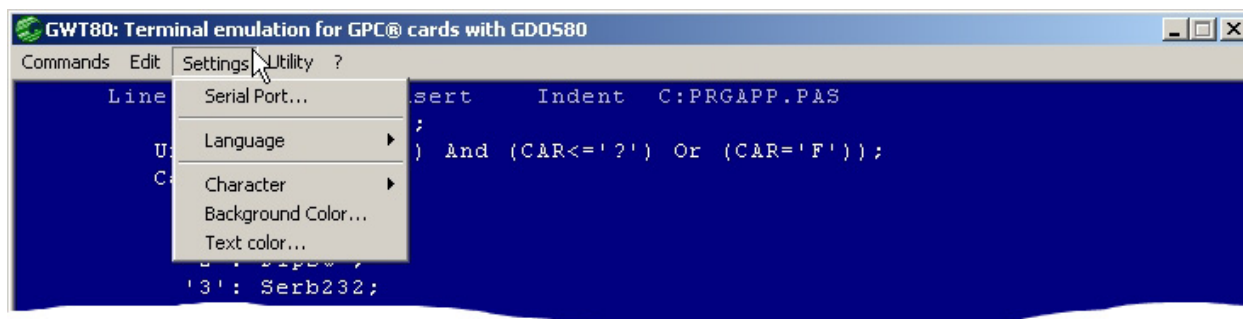 GWT80: Terminal emulation for GPC® cards with GDOS80
Commands Edit Settings Utility ?
Line sert Indent C:PRGAPP.PAS
Serial Port...
;
Language
) And (CAR<='?') Or (CAR='F'));
Character
Background Color...
Text color...
'3': Serb232;